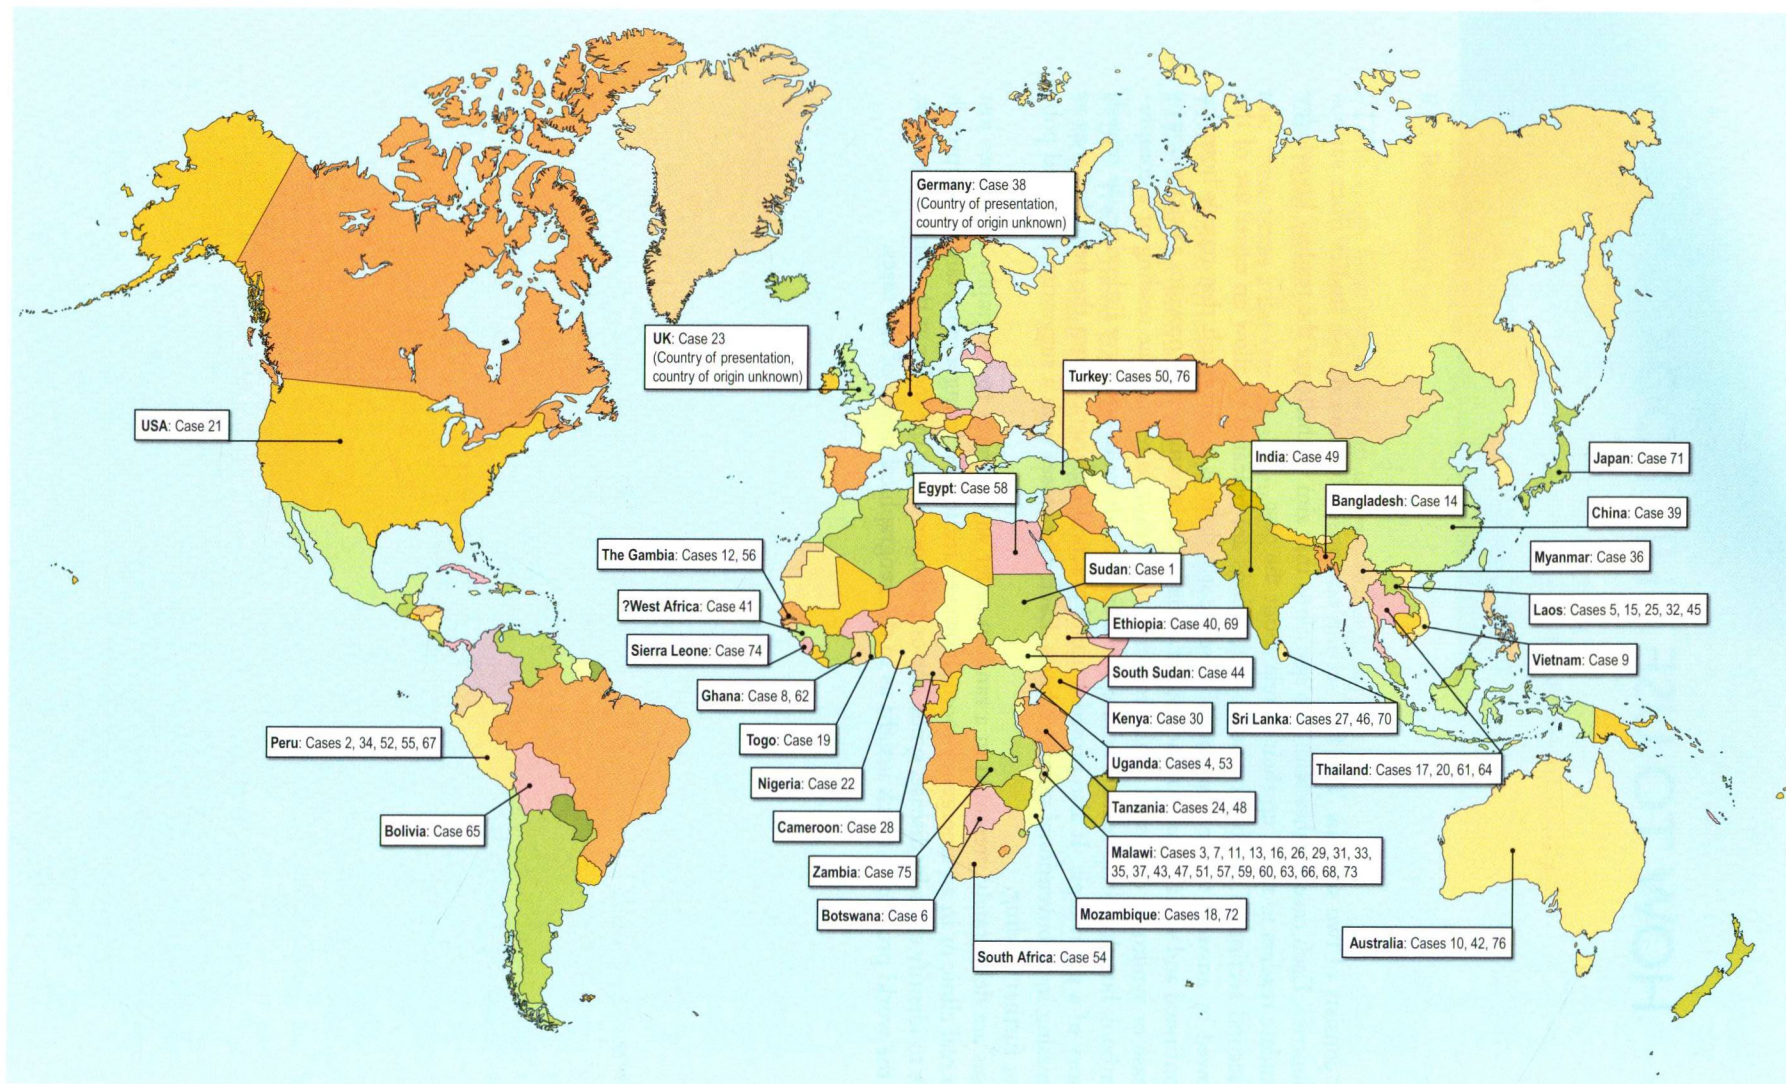 Germany: Case 38
(Country of presentation,
country of origin unknown)
UK: Case 23
(Country of presentation,
country of origin unknown)
Turkey: Cases 50, 76
USA: Case 21
India: Case 49
Japan: Case 71
Egypt: Case 58
Bangladesh: Case 14
China: Case 39
The Gambia: Cases 12, 56
Sudan: Case 1
Myanmar: Case 36
?West Africa: Case 41
Laos: Cases 5, 15, 25, 32, 45
Ethiopia: Case 40, 69
Sierra Leone: Case 74
Vietnam: Case 9
South Sudan: Case 44
Ghana: Case 8, 62
Kenya: Case 30
Sri Lanka: Cases 27, 46, 70
Peru: Cases 2, 34, 52, 55, 67
Togo: Case 19
Uganda: Cases 4, 53
Thailand: Cases 17, 20, 61, 64
Nigeria: Case 22
Tanzania: Cases 24, 48
Bolivia: Case 65
Cameroon: Case 28
Malawi: Cases 3, 7, 11, 13, 16, 26, 29, 31, 33,
35, 37, 43, 47, 51, 57, 59, 60, 63, 66, 68, 73
Zambia: Case 75
Botswana: Case 6
Mozambique: Cases 18, 72
Australia: Cases 10, 42, 76
South Africa: Case 54